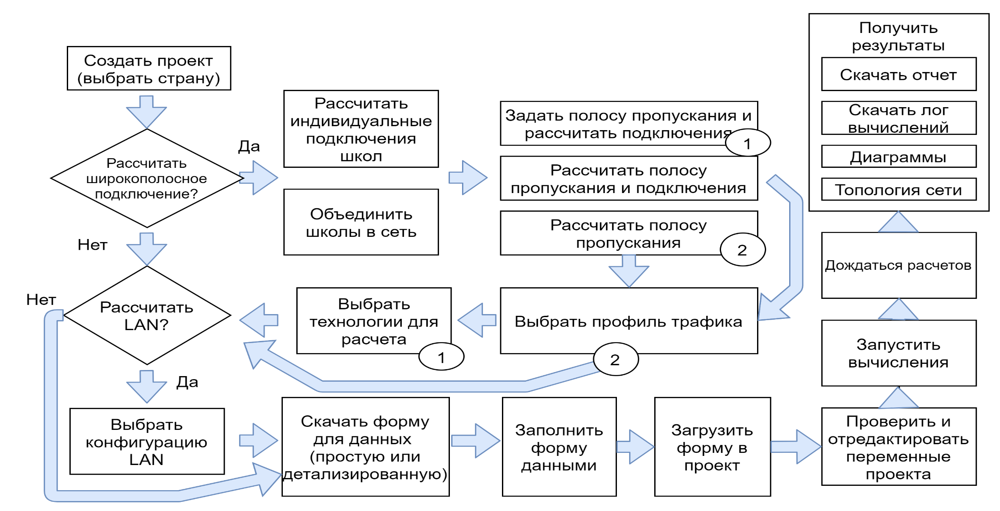 Создать проект
(выбрать страну)
Рассчитать
широкополосное
подключение?
Да
Нет
Рассчитать
индивидуальные
подключения
школ
Объединить
школы в сеть
Задать полосу пропускания и
рассчитать подключения
1
Рассчитать полосу
пропускания и подключения
Рассчитать полосу
пропускания
2
Выбрать профиль трафика
2
Выбрать
технологии для
расчета
1
Рассчитать
LAN?
Нет
Да
Выбрать
конфигурацию
LAN
Скачать форму
для данных
(простую или
детализированную)
Заполнить
форму
данными
Загрузить
форму в
проект
Проверить и
отредактировать
переменные
проекта
Запустить
вычисления
Дождаться расчетов
Получить
результаты
Скачать отчет
Скачать лог
вычислений
Диаграммы
Топология сети